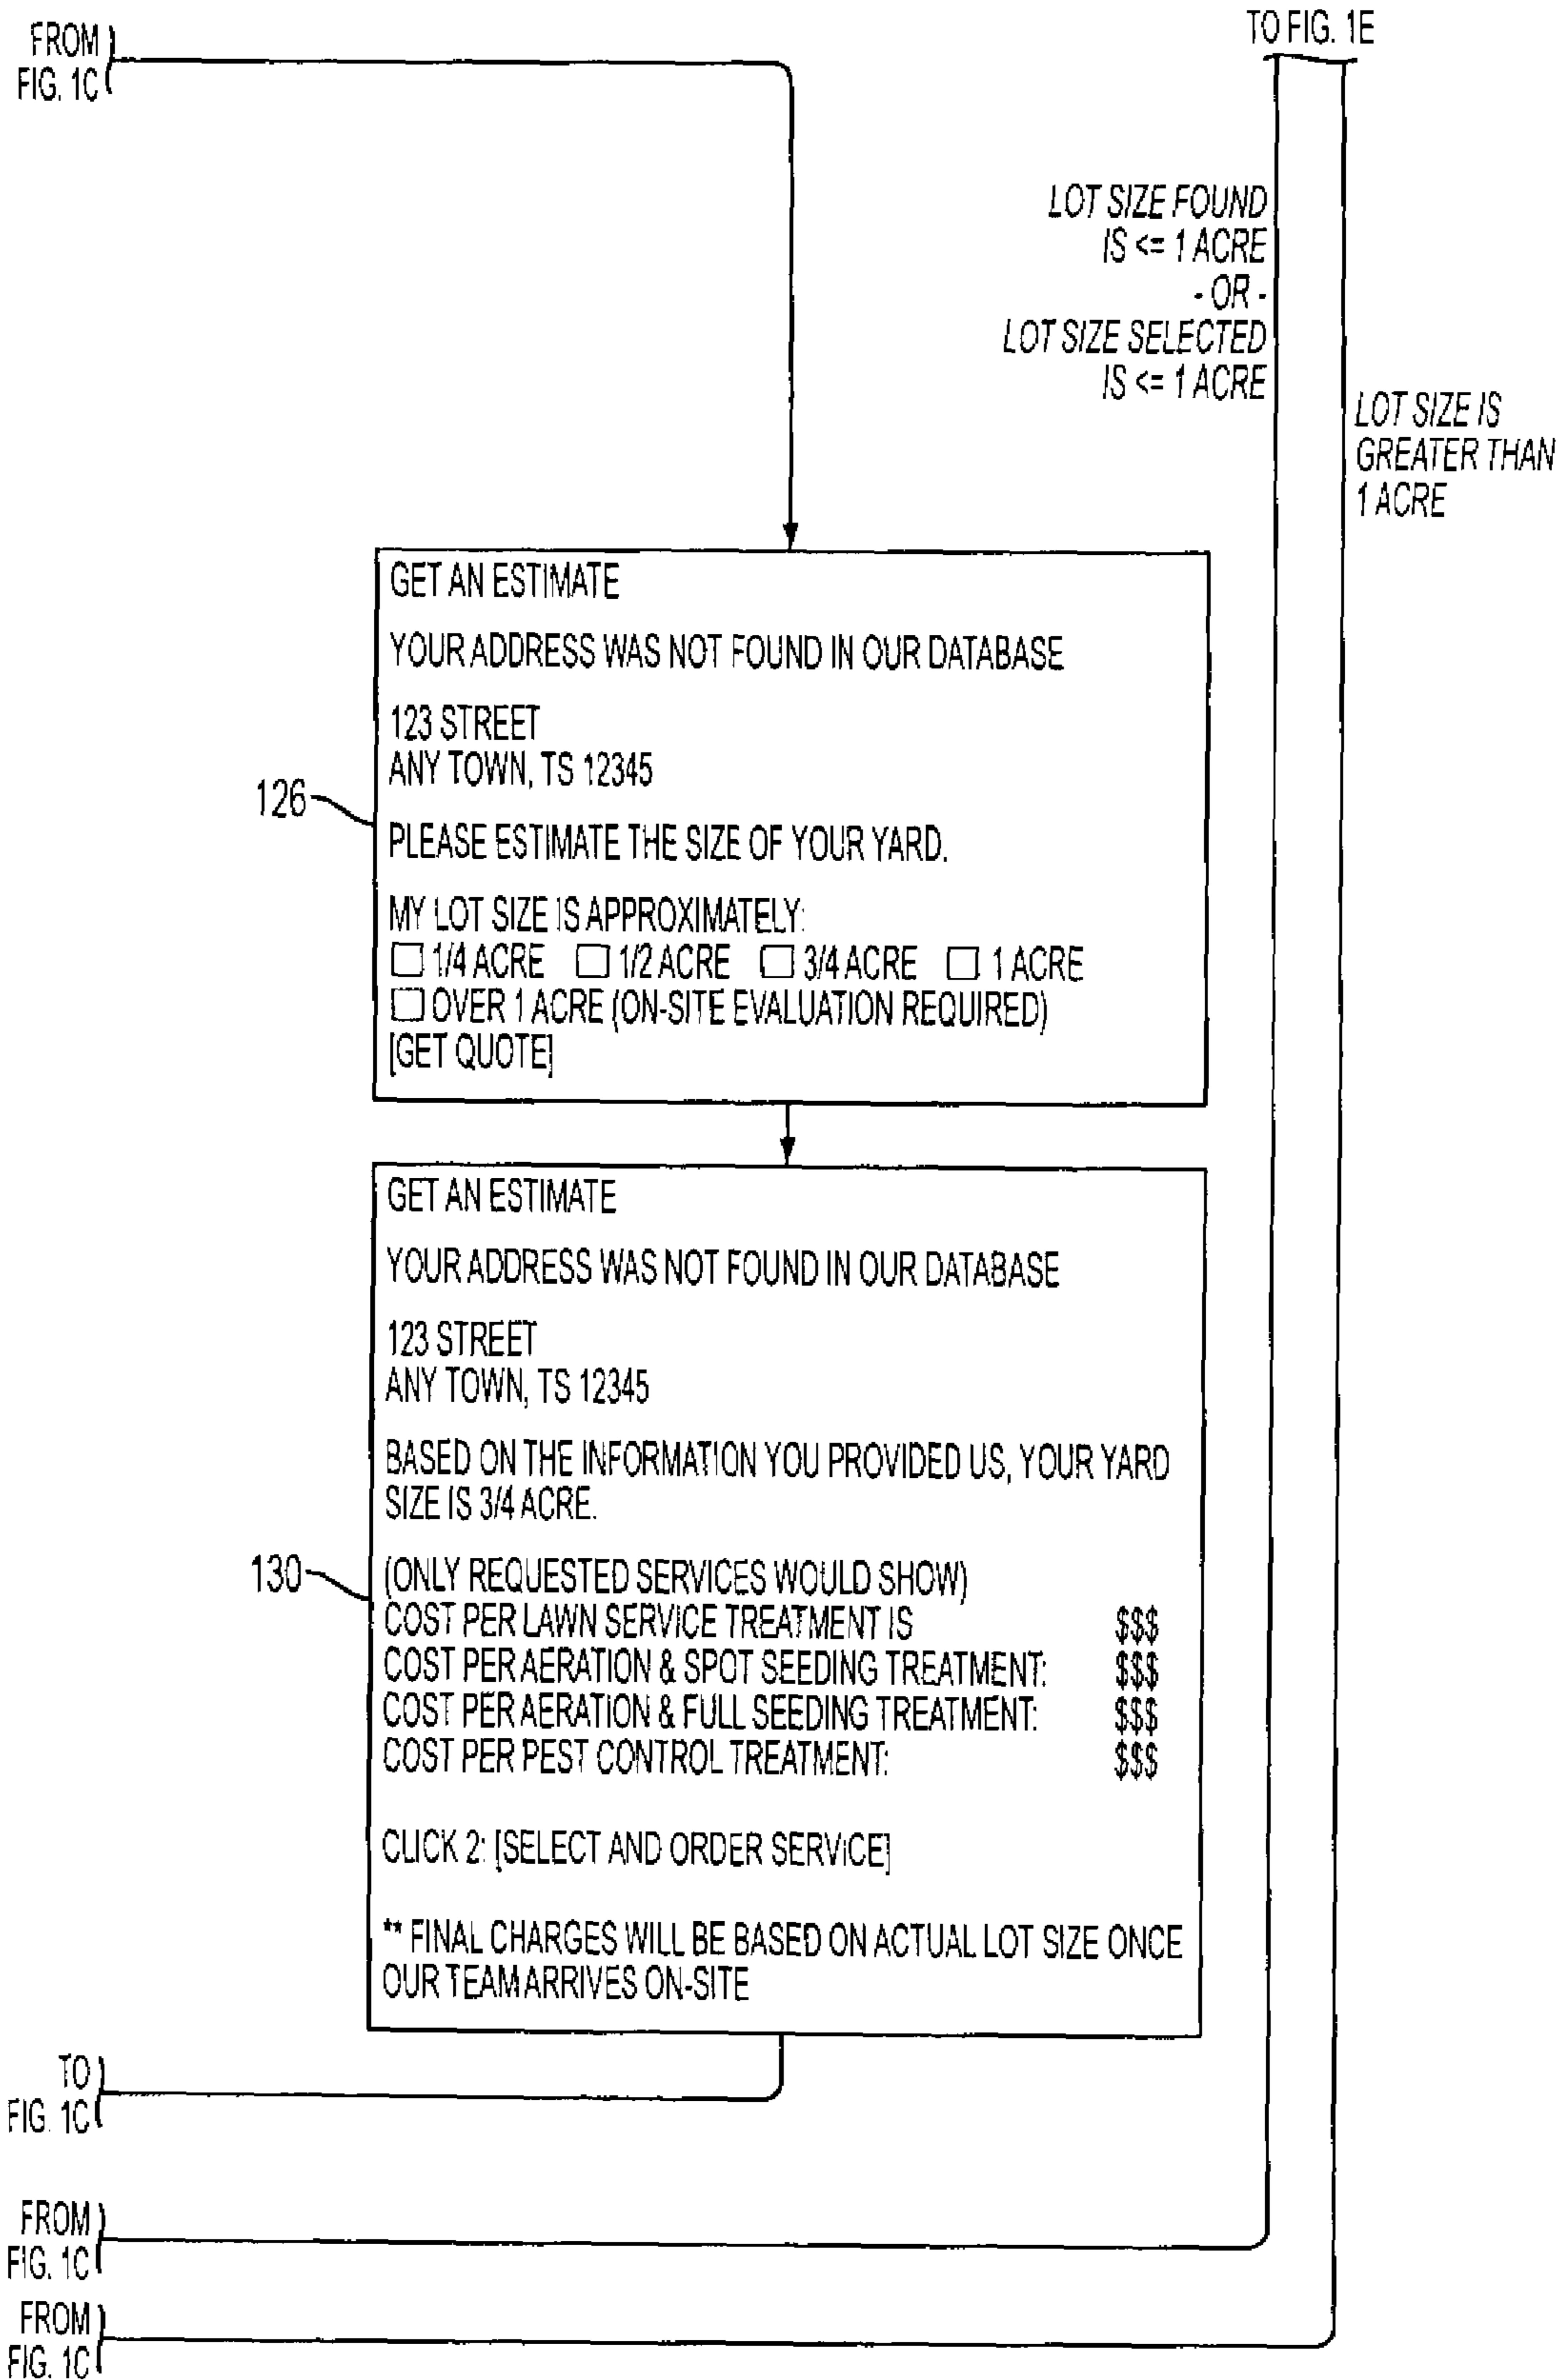 FROM
FIG. 1C
TO FIG. 1E
LOT SIZE FOUND
IS <= 1 ACRE
- OR -
LOT SIZE SELECTED
IS <= 1 ACRE
LOT SIZE IS
GREATER THAN
1 ACRE
GET AN ESTIMATE
YOUR ADDRESS WAS NOT FOUND IN OUR DATABASE
123 STREET
ANY TOWN, TS 12345
126
PLEASE ESTIMATE THE SIZE OF YOUR YARD.
MY LOT SIZE IS APPROXIMATELY:
☐ 1/4 ACRE ☐ 1/2 ACRE ☐ 3/4 ACRE ☐ 1 ACRE
☐ OVER 1 ACRE (ON-SITE EVALUATION REQUIRED)
[GET QUOTE]
GET AN ESTIMATE
YOUR ADDRESS WAS NOT FOUND IN OUR DATABASE
123 STREET
ANY TOWN, TS 12345
BASED ON THE INFORMATION YOU PROVIDED US, YOUR YARD
SIZE IS 3/4 ACRE.
130
(ONLY REQUESTED SERVICES WOULD SHOW)
COST PER LAWN SERVICE TREATMENT IS $$$
COST PER AERATION & SPOT SEEDING TREATMENT: $$$
COST PER AERATION & FULL SEEDING TREATMENT: $$$
COST PER PEST CONTROL TREATMENT: $$$
CLICK 2: [SELECT AND ORDER SERVICE]
** FINAL CHARGES WILL BE BASED ON ACTUAL LOT SIZE ONCE
OUR TEAM ARRIVES ON-SITE
TO
FIG. 1C
FROM
FIG. 1C
FROM
FIG. 1C